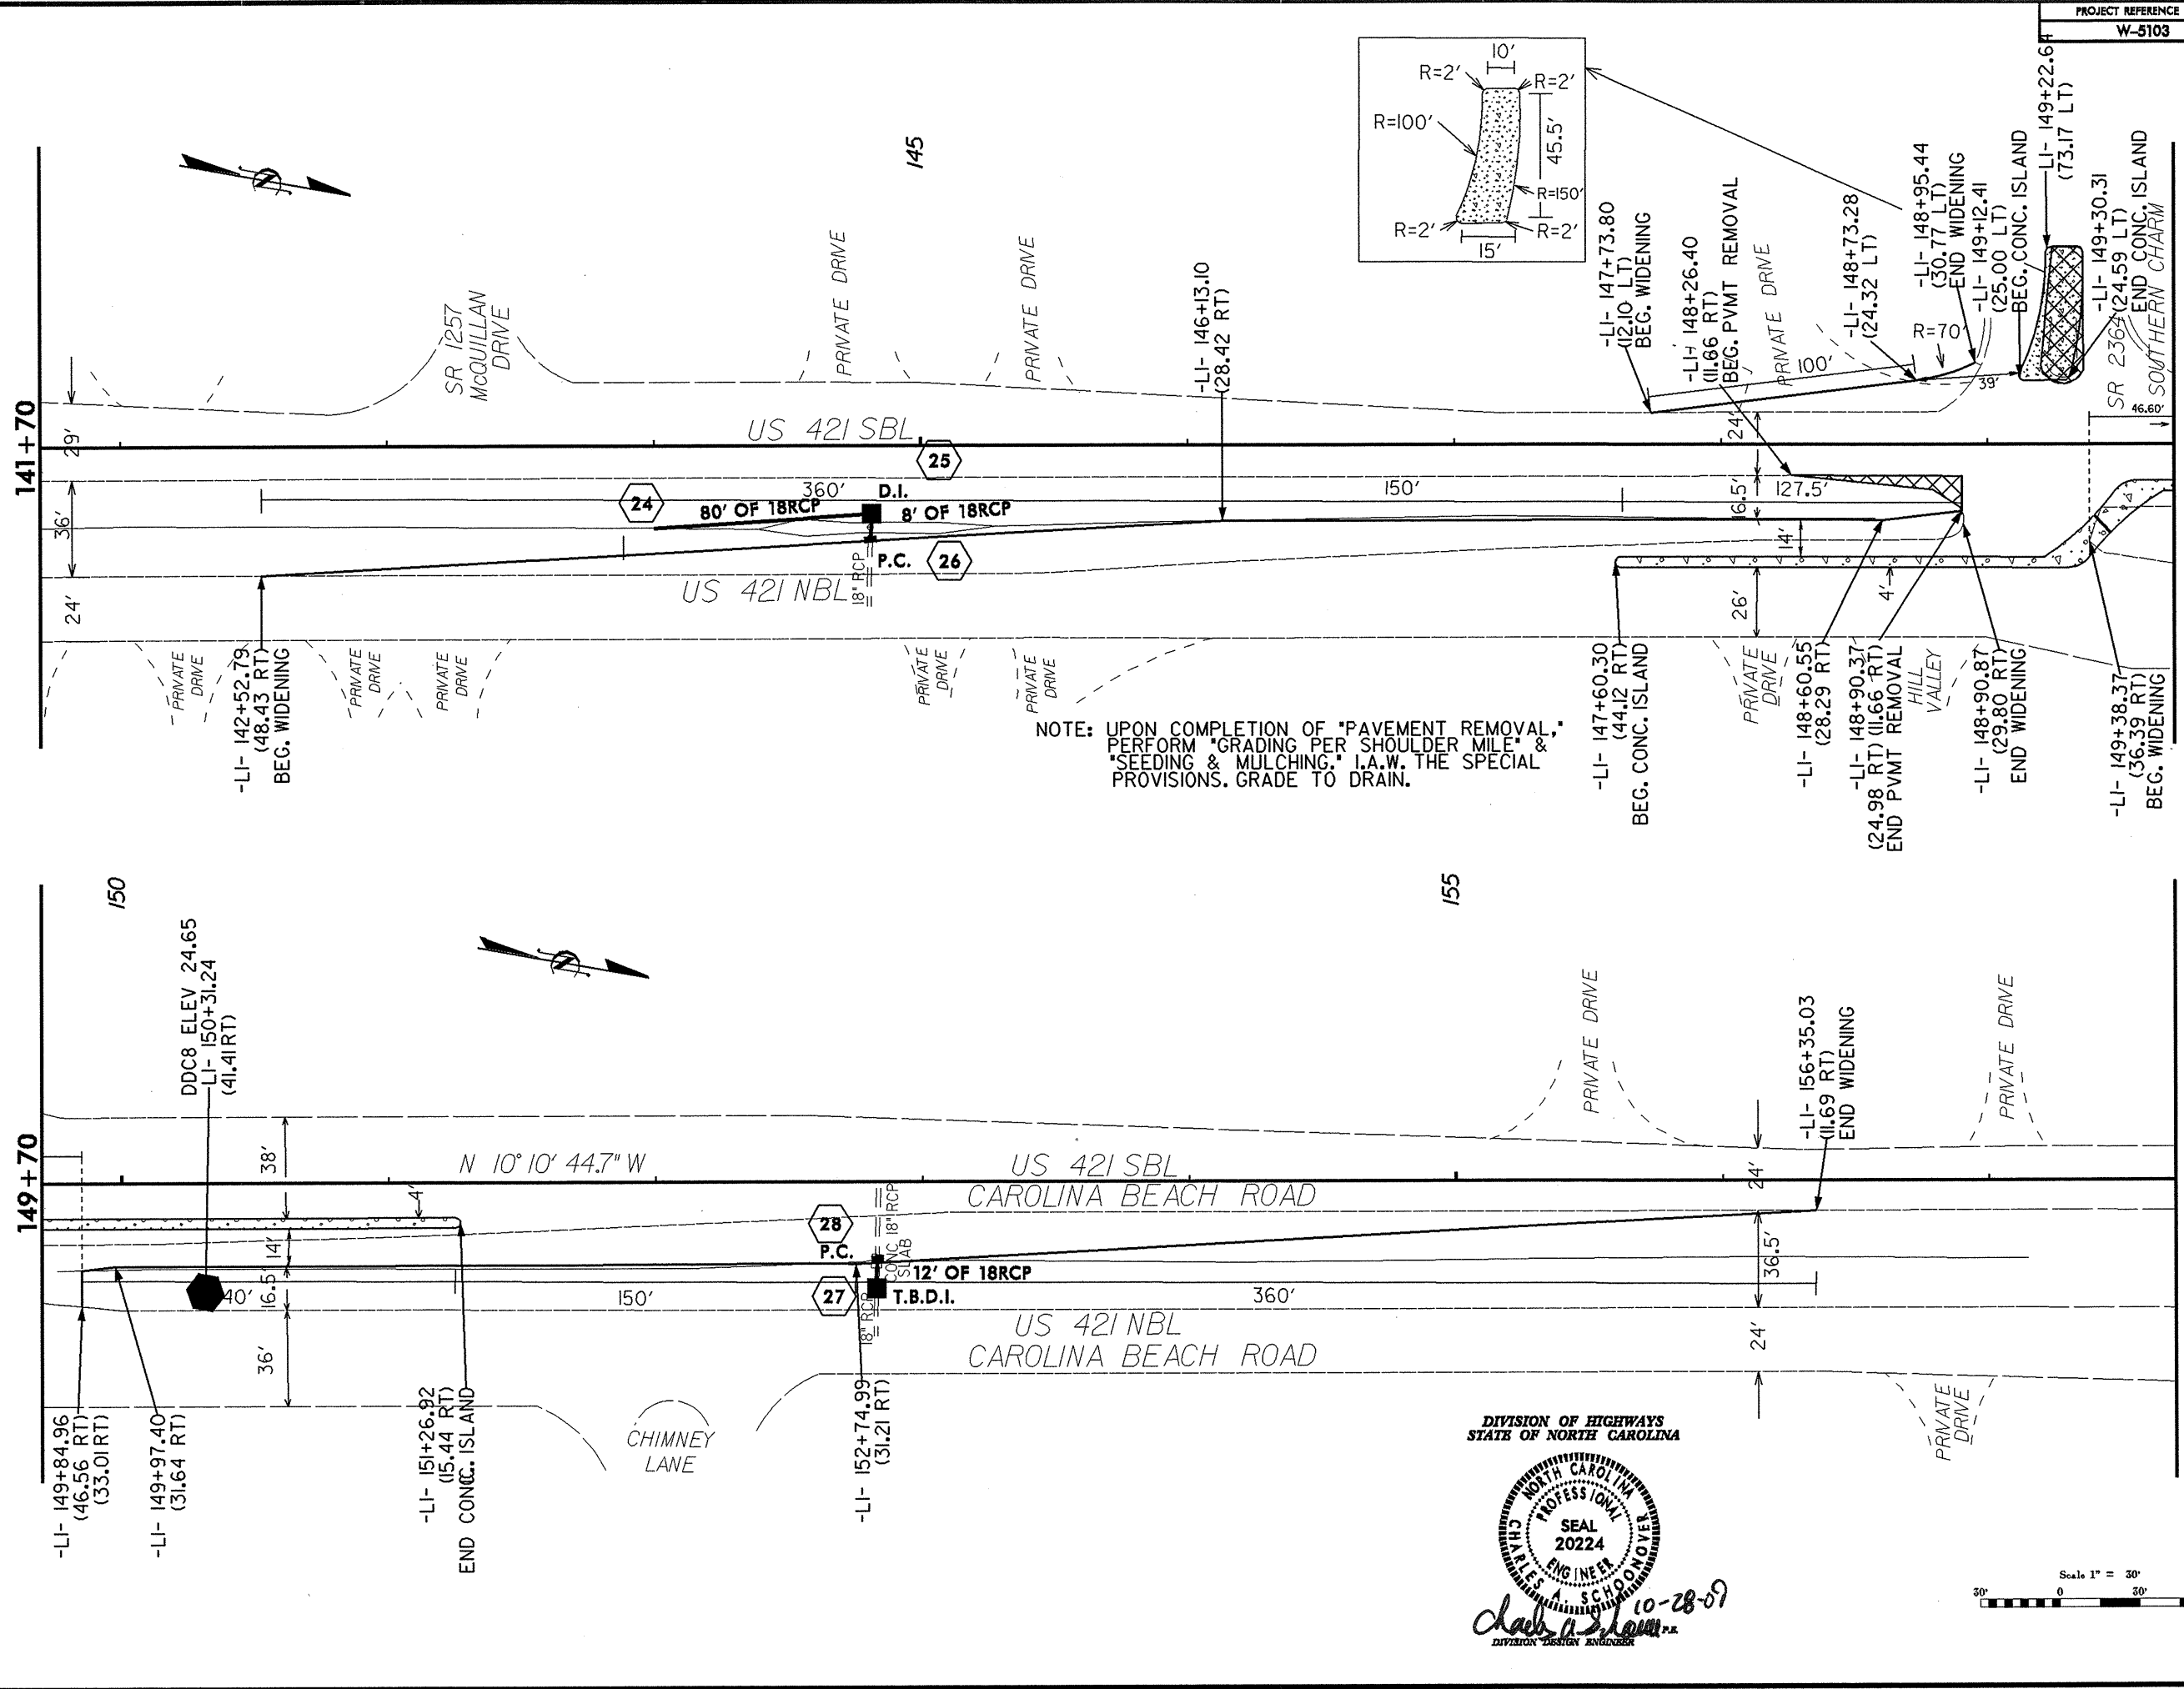 PROJECT REFERENCE
W-5103
10'
R=2'
R=2'
R=100'
45.5'
R=150'
R=2'
R=2'
15'
145
141+70
29'
36'
24'
SR 1257
McQUILLAN
DRIVE
PRIVATE DRIVE
PRIVATE DRIVE
-L1- 146+13.10
(28.42 RT)
-L1- 147+73.80
(12.10 LT)
BEG. WIDENING
-L1- 148+26.40
(11.66 RT)
BEG. PVMT REMOVAL
PRIVATE DRIVE
-L1- 148+73.28
(24.32 LT)
-L1- 148+95.44
(30.77 LT)
END WIDENING
-L1- 149+12.41
(25.00 LT)
BEG. CONC. ISLAND
-L1- 149+22.64
(73.17 LT)
-L1- 149+30.31
(24.59 LT)
END CONC. ISLAND
SR 2364
SOUTHERN CHARM
R=70'
100'
39'
46.60'
24'
US 421 SBL
25
24
360'
D.I.
80' OF 18RCP
8' OF 18RCP
150'
16.5'
127.5'
14'
P.C.
26
18" RCP
US 421 NBL
26'
4'
PRIVATE
DRIVE
PRIVATE
DRIVE
PRIVATE
DRIVE
PRIVATE
DRIVE
PRIVATE
DRIVE
PRIVATE
DRIVE
HILL
VALLEY
-L1- 142+52.79
(48.43 RT)
BEG. WIDENING
-L1- 147+60.30
(44.12 RT)
BEG. CONC. ISLAND
-L1- 148+60.55
(28.29 RT)
-L1- 148+90.37
(24.98 RT) (11.66 RT)
END PVMT REMOVAL
-L1- 148+90.87
(29.80 RT)
END WIDENING
-L1- 149+38.37
(36.39 RT)
BEG. WIDENING
NOTE: UPON COMPLETION OF "PAVEMENT REMOVAL,"
PERFORM "GRADING PER SHOULDER MILE" &
"SEEDING & MULCHING." I.A.W. THE SPECIAL
PROVISIONS. GRADE TO DRAIN.
150
155
149+70
DDC8 ELEV 24.65
LI- 150+31.24
(41.41 RT)
38'
N 10° 10' 44.7" W
4'
US 421 SBL
CAROLINA BEACH ROAD
PRIVATE DRIVE
PRIVATE DRIVE
-L1- 156+35.03
(11.69 RT)
END WIDENING
24'
28
P.C.
18" RCP
CONC
SLAB
14'
16.5'
40'
150'
12' OF 18RCP
27
T.B.D.I.
18" RCP
360'
36.5'
US 421 NBL
CAROLINA BEACH ROAD
24'
36'
CHIMNEY
LANE
PRIVATE
DRIVE
-L1- 149+84.96
(46.56 RT)
(33.01 RT)
-L1- 149+97.40
(31.64 RT)
-L1- 151+26.92
(15.44 RT)
END CONC. ISLAND
-L1- 152+74.99
(31.21 RT)
DIVISION OF HIGHWAYS
STATE OF NORTH CAROLINA
NORTH CAROLINA
PROFESSIONAL
SEAL
20224
ENGINEER
CHARLES A. SCHOONOVER
10-28-09
P.E.
DIVISION DESIGN ENGINEER
Scale 1" = 30'
30' 0 30'